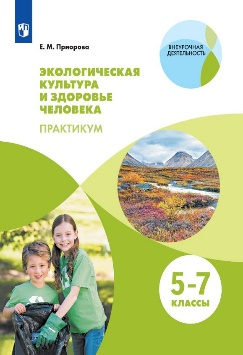 Е. М. Приорова
ВНЕУРОЧНАЯ
ДЕЯТЕЛЬНОСТЬ
ЭКОЛОГИЧЕСКАЯ
КУЛЬТУРА
И ЗДОРОВЬЕ
ЧЕЛОВЕКА
ПРАКТИКУМ
5-7
КЛАССЫ